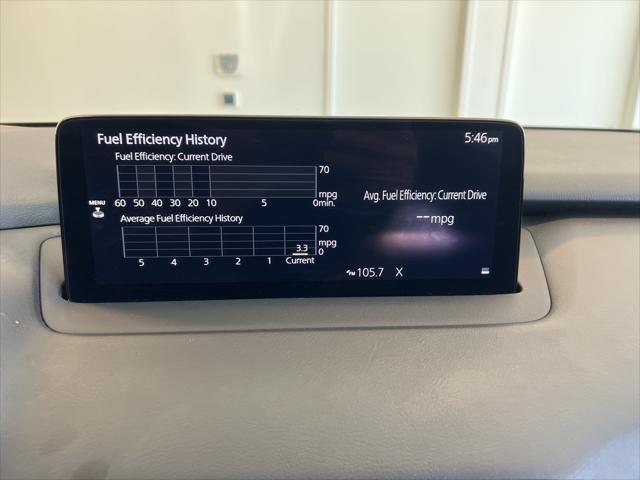 Fuel Efficiency History 5:46pm
Fuel Efficiency: Current Drive
70
mpg
60 50 40 30 20 10 5 0min.
Avg. Fuel Efficiency: Current Drive
--mpg
MENU
Average Fuel Efficiency History
70
mpg
3.3
0
5 4 3 2 1 Current
FM 105.7 X